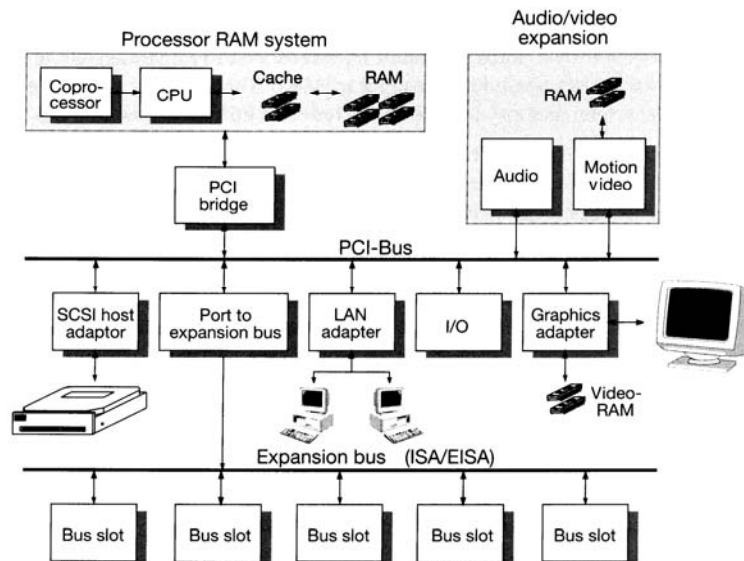 Processor RAM system
Audio/video
expansion
Copro-
cessor
CPU
Cache
RAM
RAM
Audio
Motion
video
PCI
bridge
PCI-Bus
SCSI host
adaptor
Port to
expansion bus
LAN
adapter
I/O
Graphics
adapter
Video-
RAM
Expansion bus (ISA/EISA)
Bus slot
Bus slot
Bus slot
Bus slot
Bus slot